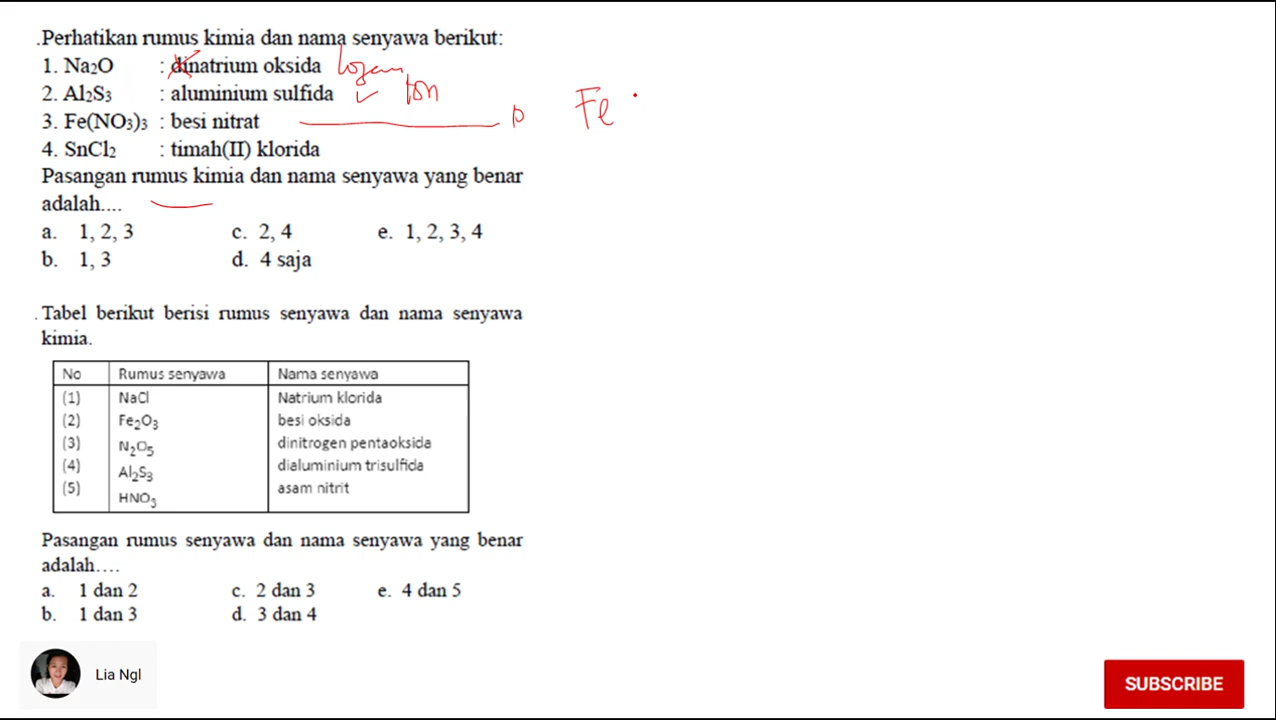 .Perhatikan rumus kimia dan nama senyawa berikut:
1. Na₂O : dinatrium oksida logam
2. Al₂S₃ : aluminium sulfida
3. Fe(NO₃)₃ : besi nitrat Fe
4. SnCl₂ : timah(II) klorida
Pasangan rumus kimia dan nama senyawa yang benar
adalah....
a. 1, 2, 3 c. 2, 4 e. 1, 2, 3, 4
b. 1, 3 d. 4 saja
.Tabel berikut berisi rumus senyawa dan nama senyawa
kimia.
No Rumus senyawa Nama senyawa
(1) NaCl Natrium klorida
(2) Fe₂O₃ besi oksida
(3) N₂O₅ dinitrogen pentaoksida
(4) Al₂S₃ dialuminium trisulfida
(5) HNO₃ asam nitrit
Pasangan rumus senyawa dan nama senyawa yang benar
adalah....
a. 1 dan 2 c. 2 dan 3 e. 4 dan 5
b. 1 dan 3 d. 3 dan 4
Lia Ngl
SUBSCRIBE